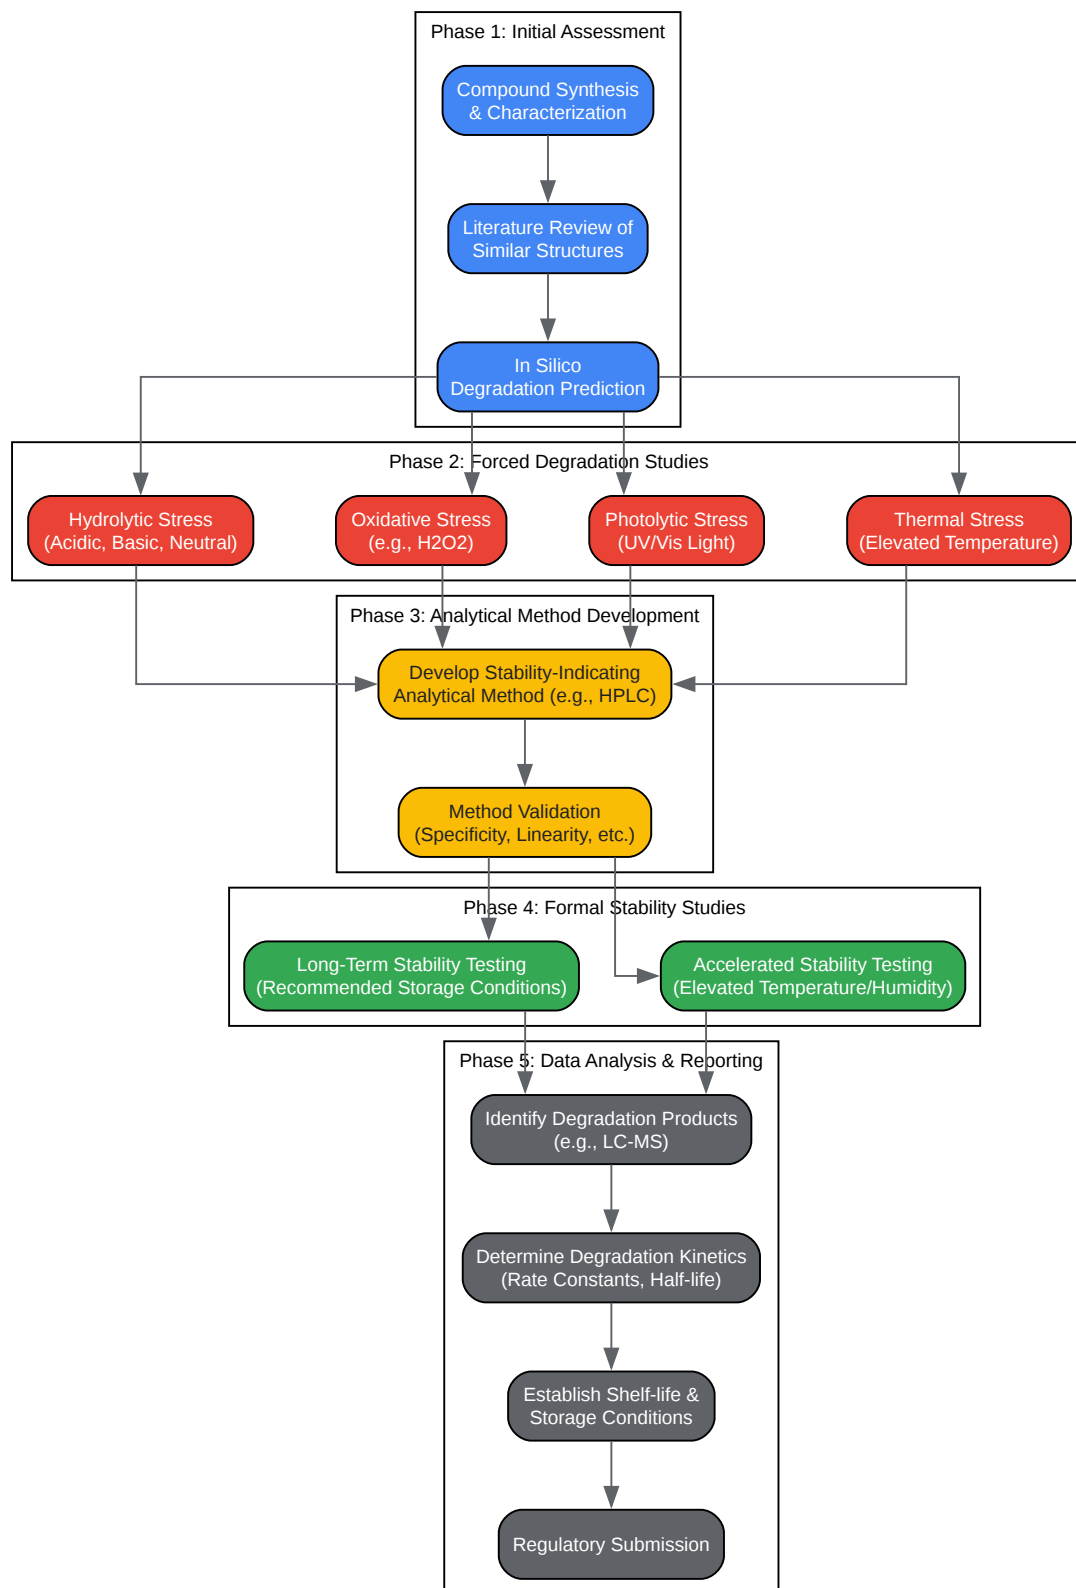 Phase 1: Initial Assessment
Compound Synthesis
& Characterization
Literature Review of
Similar Structures
In Silico
Degradation Prediction
Phase 2: Forced Degradation Studies
Hydrolytic Stress
(Acidic, Basic, Neutral)
Oxidative Stress
(e.g., H2O2)
Photolytic Stress
(UV/Vis Light)
Thermal Stress
(Elevated Temperature)
Phase 3: Analytical Method Development
Develop Stability-Indicating
Analytical Method (e.g., HPLC)
Method Validation
(Specificity, Linearity, etc.)
Phase 4: Formal Stability Studies
Long-Term Stability Testing
(Recommended Storage Conditions)
Accelerated Stability Testing
(Elevated Temperature/Humidity)
Phase 5: Data Analysis & Reporting
Identify Degradation Products
(e.g., LC-MS)
Determine Degradation Kinetics
(Rate Constants, Half-life)
Establish Shelf-life &
Storage Conditions
Regulatory Submission